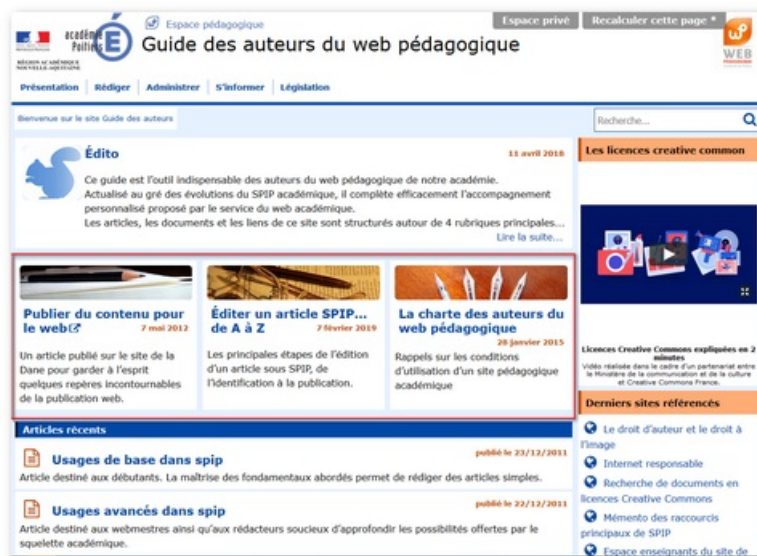 Espace pédagogique
Espace privé
Recalculer cette page *
académie
Poitiers
Guide des auteurs du web pédagogique
RÉGION ACADÉMIQUE
NOUVELLE-AQUITAINE
WEB
Présentation
Rédiger
Administrer
S'informer
Législation
Bienvenue sur le site Guide des auteurs
Recherche...
Édito
11 avril 2018
Ce guide est l'outil indispensable des auteurs du web pédagogique de notre académie.
Actualisé au gré des évolutions du SPIP académique, il complète efficacement l'accompagnement
personnalisé proposé par le service du web académique.
Les articles, les documents et les liens de ce site sont structurés autour de 4 rubriques principales...
Lire la suite...
Publier du contenu pour
le web
7 mai 2012
Un article publié sur le site de la
Dane pour garder à l'esprit
quelques repères incontournables
de la publication web.
Éditer un article SPIP...
de A à Z
7 février 2019
Les principales étapes de l'édition
d'un article sous SPIP, de
l'identification à la publication.
La charte des auteurs du
web pédagogique
28 janvier 2015
Rappels sur les conditions
d'utilisation d'un site pédagogique
académique
Articles récents
Usages de base dans spip
publié le 23/12/2011
Article destiné aux débutants. La maîtrise des fondamentaux abordés permet de rédiger des articles simples.
Usages avancés dans spip
publié le 22/12/2011
Article destiné aux webmestres ainsi qu'aux rédacteurs soucieux d'approfondir les possibilités offertes par le
squelette académique.
Les licences creative common
Licences Creative Commons expliquées en 2
minutes
Vidéo réalisée dans le cadre d'un partenariat entre
le Ministère de la communication et de la culture
et Creative Commons France.
Derniers sites référencés
Le droit d'auteur et le droit à
l'image
Internet responsable
Recherche de documents en
licences Creative Commons
Mémento des raccourcis
principaux de SPIP
Espace enseignants du site de